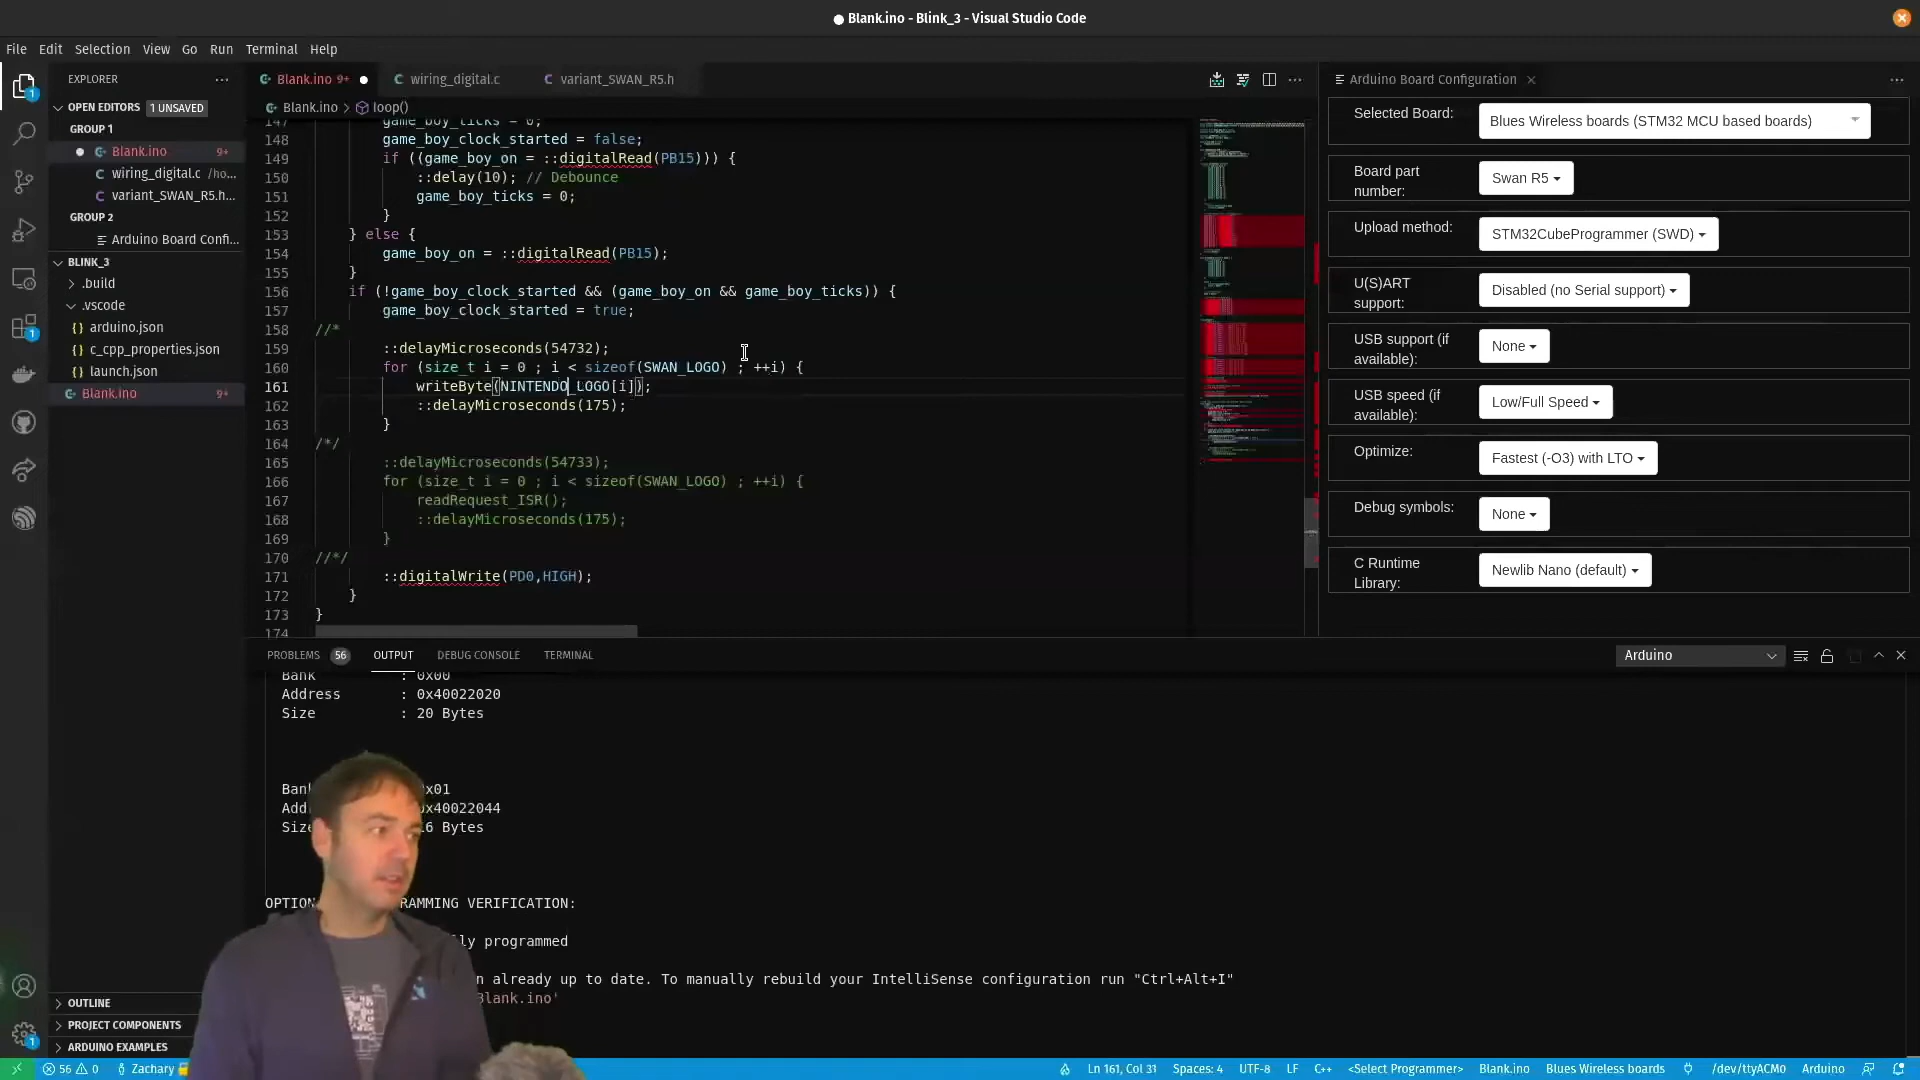 Blank.ino - Blink_3 - Visual Studio Code
File Edit Selection View Go Run Terminal Help
EXPLORER
OPEN EDITORS 1 UNSAVED
GROUP 1
Blank.ino 9+
wiring_digital.c /ho...
variant_SWAN_R5.h...
GROUP 2
Arduino Board Confi...
BLINK_3
.build
.vscode
arduino.json
c_cpp_properties.json
launch.json
Blank.ino 9+
OUTLINE
PROJECT COMPONENTS
ARDUINO EXAMPLES
Blank.ino 9+ wiring_digital.c variant_SWAN_R5.h
Blank.ino > loop()
147 game_boy_ticks = 0;
148 game_boy_clock_started = false;
149 if ((game_boy_on = ::digitalRead(PB15))) {
150 ::delay(10); // Debounce
151 game_boy_ticks = 0;
152 }
153 } else {
154 game_boy_on = ::digitalRead(PB15);
155 }
156 if (!game_boy_clock_started && (game_boy_on && game_boy_ticks)) {
157 game_boy_clock_started = true;
158 //*
159 ::delayMicroseconds(54732);
160 for (size_t i = 0 ; i < sizeof(SWAN_LOGO) ; ++i) {
161 writeByte(NINTENDO_LOGO[i]);
162 ::delayMicroseconds(175);
163 }
164 /*/
165 ::delayMicroseconds(54733);
166 for (size_t i = 0 ; i < sizeof(SWAN_LOGO) ; ++i) {
167 readRequest_ISR();
168 ::delayMicroseconds(175);
169 }
170 //*/
171 ::digitalWrite(PD0,HIGH);
172 }
173 }
174
Arduino Board Configuration
Selected Board: Blues Wireless boards (STM32 MCU based boards)
Board part number: Swan R5
Upload method: STM32CubeProgrammer (SWD)
U(S)ART support: Disabled (no Serial support)
USB support (if available): None
USB speed (if available): Low/Full Speed
Optimize: Fastest (-O3) with LTO
Debug symbols: None
C Runtime Library: Newlib Nano (default)
PROBLEMS 56 OUTPUT DEBUG CONSOLE TERMINAL
Arduino
Bank : 0x00
Address : 0x40022020
Size : 20 Bytes
x01
0x40022044
6 Bytes
RAMMING VERIFICATION:
ly programmed
already up to date. To manually rebuild your IntelliSense configuration run "Ctrl+Alt+I"
Blank.ino'
56 0 Zachary
Ln 161, Col 31 Spaces: 4 UTF-8 LF C++ <Select Programmer> Blank.ino Blues Wireless boards /dev/ttyACM0 Arduino